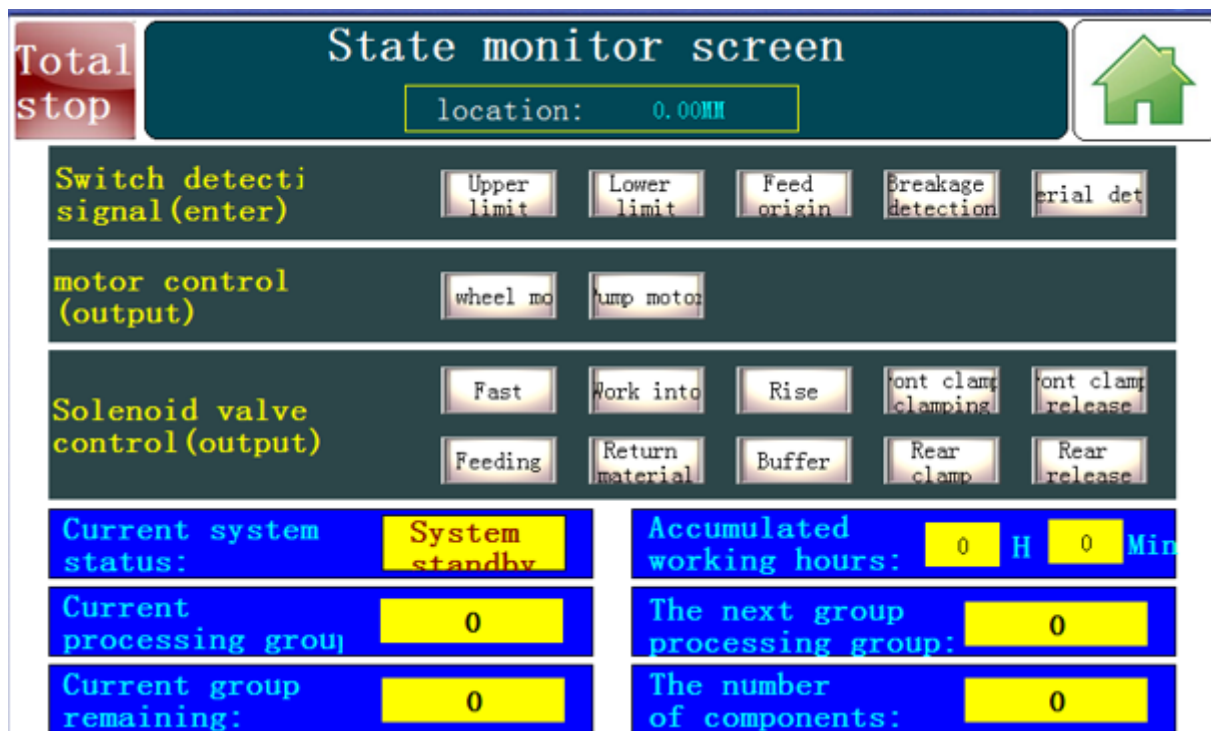 Total
stop
State monitor screen
location: 0.00MM
Switch detecti
signal(enter)
Upper
limit
Lower
limit
Feed
origin
Breakage
detection
erial det
motor control
(output)
wheel mo
ump motor
Solenoid valve
control(output)
Fast
Work into
Rise
ont clamp
clamping
ont clamp
release
Feeding
Return
material
Buffer
Rear
clamp
Rear
release
Current system
status:
System
standby
Accumulated
working hours:
0 H 0 Min
Current
processing group
0
The next group
processing group:
0
Current group
remaining:
0
The number
of components:
0